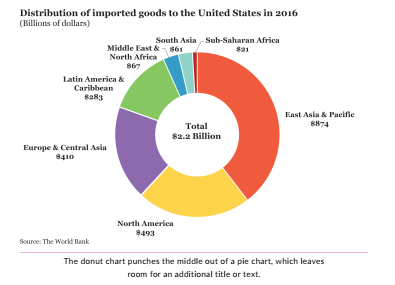 Distribution of imported goods to the United States in 2016
(Billions of dollars)
South Asia
$61
Sub-Saharan Africa
$21
Middle East &
North Africa
$67
Latin America &
Caribbean
$283
East Asia & Pacific
$874
Total
$2.2 Billion
Europe & Central Asia
$410
North America
$493
Source: The World Bank
The donut chart punches the middle out of a pie chart, which leaves
room for an additional title or text.